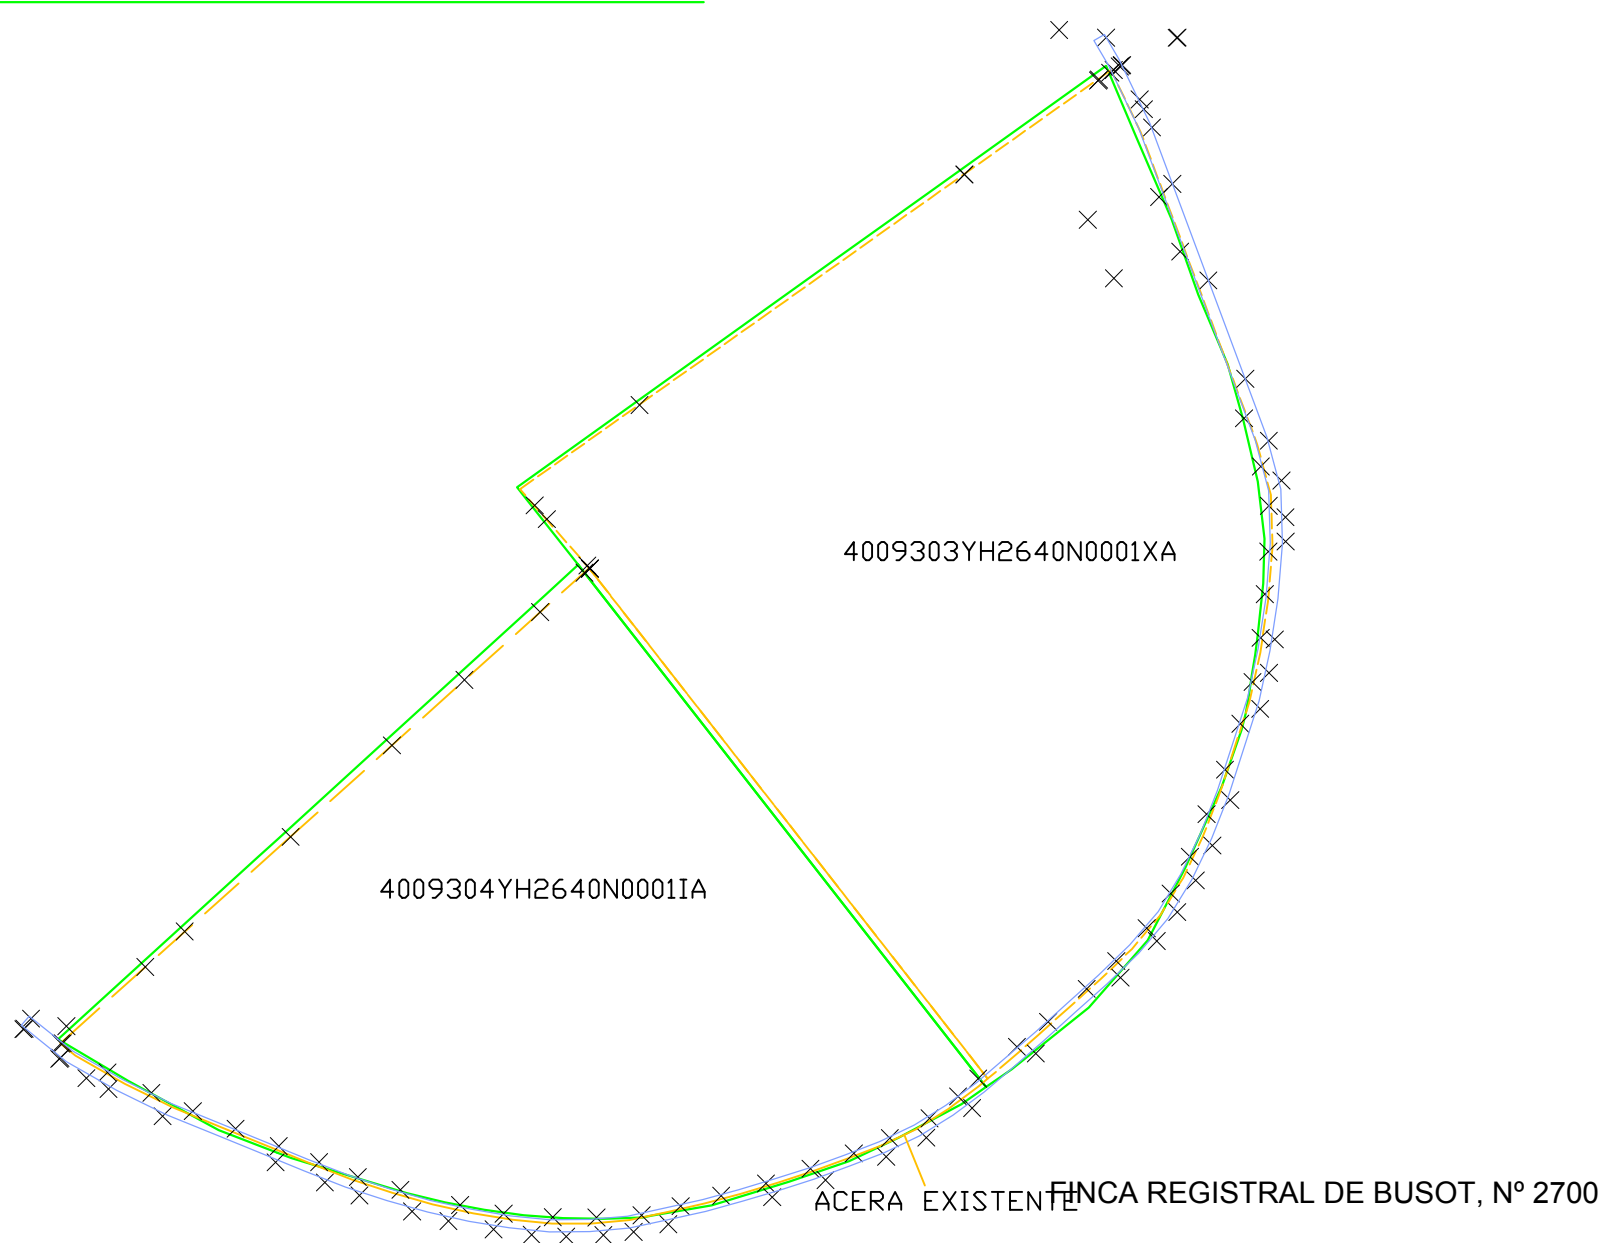 4009303YH2640N0001XA
4009304YH2640N0001IA
ACERA EXISTENTE
FINCA REGISTRAL DE BUSOT, Nº 2700